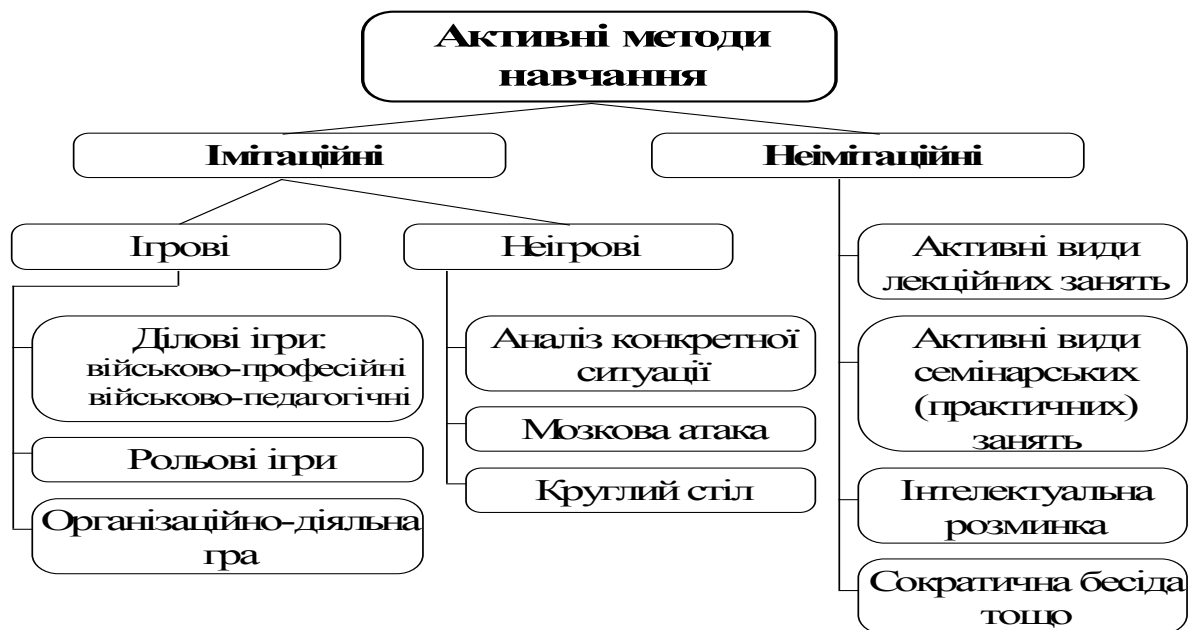 Активні методи
навчання
Імітаційні
Неімітаційні
Ігрові
Неігрові
Ділові ігри:
військово-професійні
військово-педагогічні
Рольові ігри
Організаційно-діяльна
гра
Аналіз конкретної
ситуації
Мозкова атака
Круглий стіл
Активні види
лекційних занять
Активні види
семінарських
(практичних)
занять
Інтелектуальна
розминка
Сократична бесіда
тощо